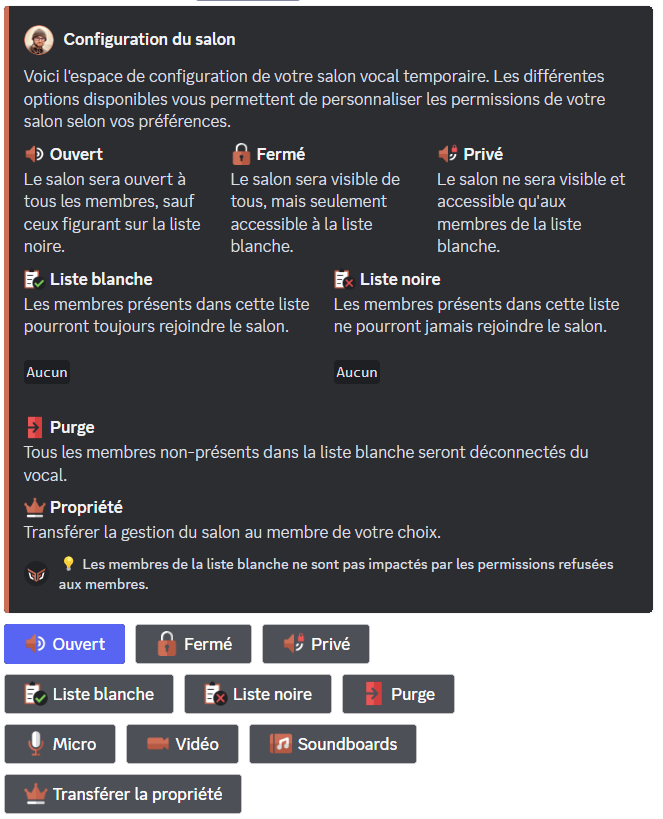 Configuration du salon
Voici l'espace de configuration de votre salon vocal temporaire. Les différentes
options disponibles vous permettent de personnaliser les permissions de votre
salon selon vos préférences.
Ouvert
Le salon sera ouvert à
tous les membres, sauf
ceux figurant sur la liste
noire.
Fermé
Le salon sera visible de
tous, mais seulement
accessible à la liste
blanche.
Privé
Le salon ne sera visible et
accessible qu'aux
membres de la liste
blanche.
Liste blanche
Les membres présents dans cette liste
pourront toujours rejoindre le salon.
Aucun
Liste noire
Les membres présents dans cette liste
ne pourront jamais rejoindre le salon.
Aucun
Purge
Tous les membres non-présents dans la liste blanche seront déconnectés du
vocal.
Propriété
Transférer la gestion du salon au membre de votre choix.
Les membres de la liste blanche ne sont pas impactés par les permissions refusées
aux membres.
Ouvert
Fermé
Privé
Liste blanche
Liste noire
Purge
Micro
Vidéo
Soundboards
Transférer la propriété